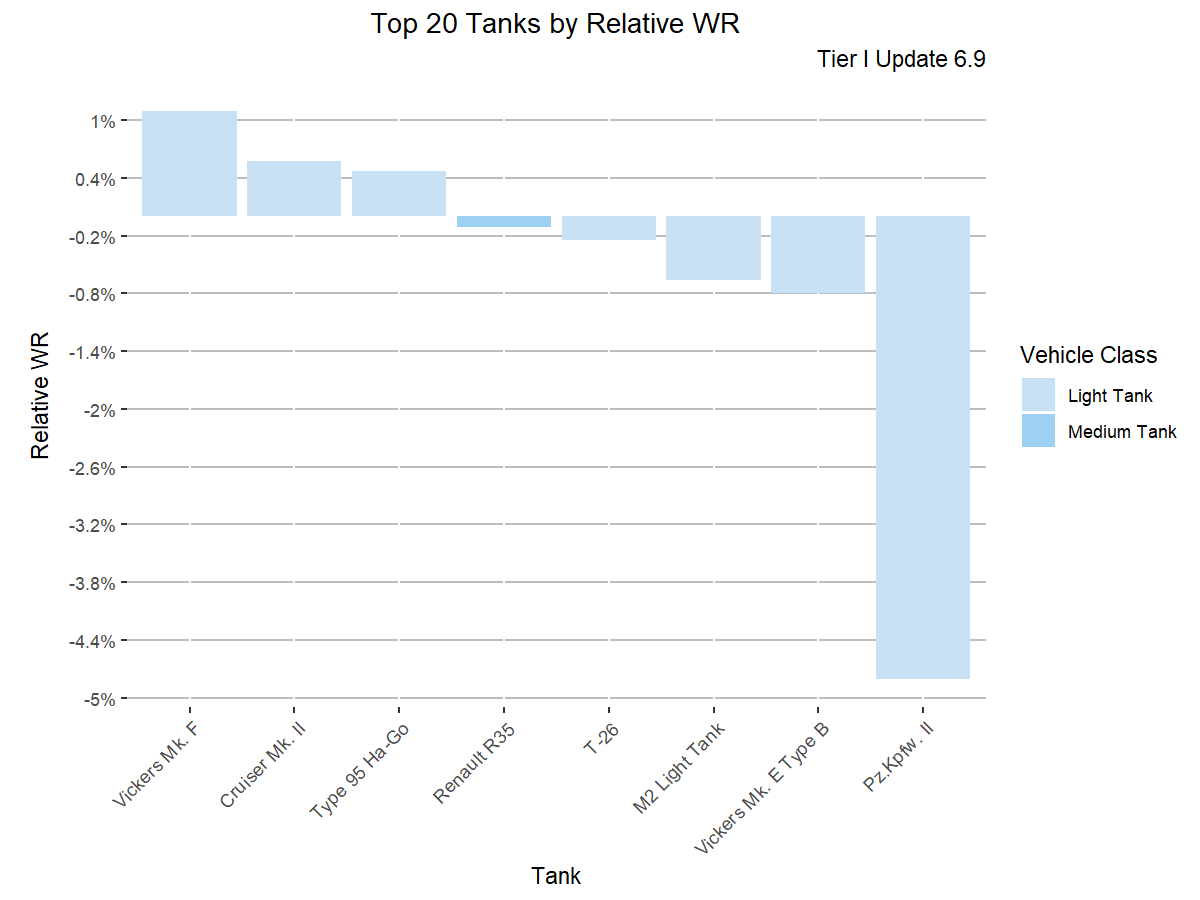 Top 20 Tanks by Relative WR
Tier I Update 6.9
1%
0.4%
-0.2%
-0.8%
-1.4%
-2%
-2.6%
-3.2%
-3.8%
-4.4%
-5%
Relative WR
Vickers Mk. F
Cruiser Mk. II
Type 95 Ha-Go
Renault R35
T-26
M2 Light Tank
Vickers Mk. E Type B
Pz.Kpfw. II
Tank
Vehicle Class
Light Tank
Medium Tank